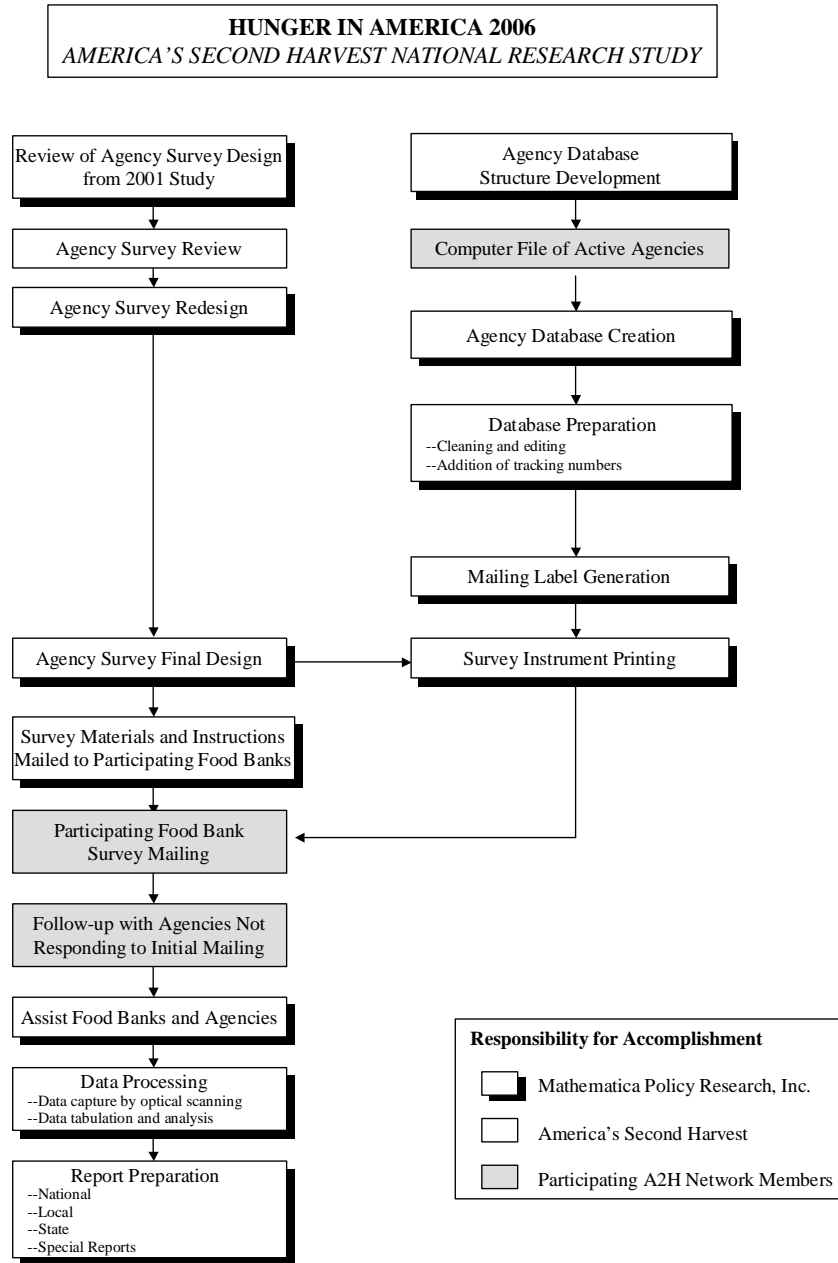 HUNGER IN AMERICA 2006
AMERICA'S SECOND HARVEST NATIONAL RESEARCH STUDY
Review of Agency Survey Design
from 2001 Study
Agency Survey Review
Agency Survey Redesign
Agency Database
Structure Development
Computer File of Active Agencies
Agency Database Creation
Database Preparation
--Cleaning and editing
--Addition of tracking numbers
Mailing Label Generation
Agency Survey Final Design
Survey Instrument Printing
Survey Materials and Instructions
Mailed to Participating Food Banks
Participating Food Bank
Survey Mailing
Follow-up with Agencies Not
Responding to Initial Mailing
Assist Food Banks and Agencies
Data Processing
--Data capture by optical scanning
--Data tabulation and analysis
Report Preparation
--National
--Local
--State
--Special Reports
Responsibility for Accomplishment
Mathematica Policy Research, Inc.
America's Second Harvest
Participating A2H Network Members